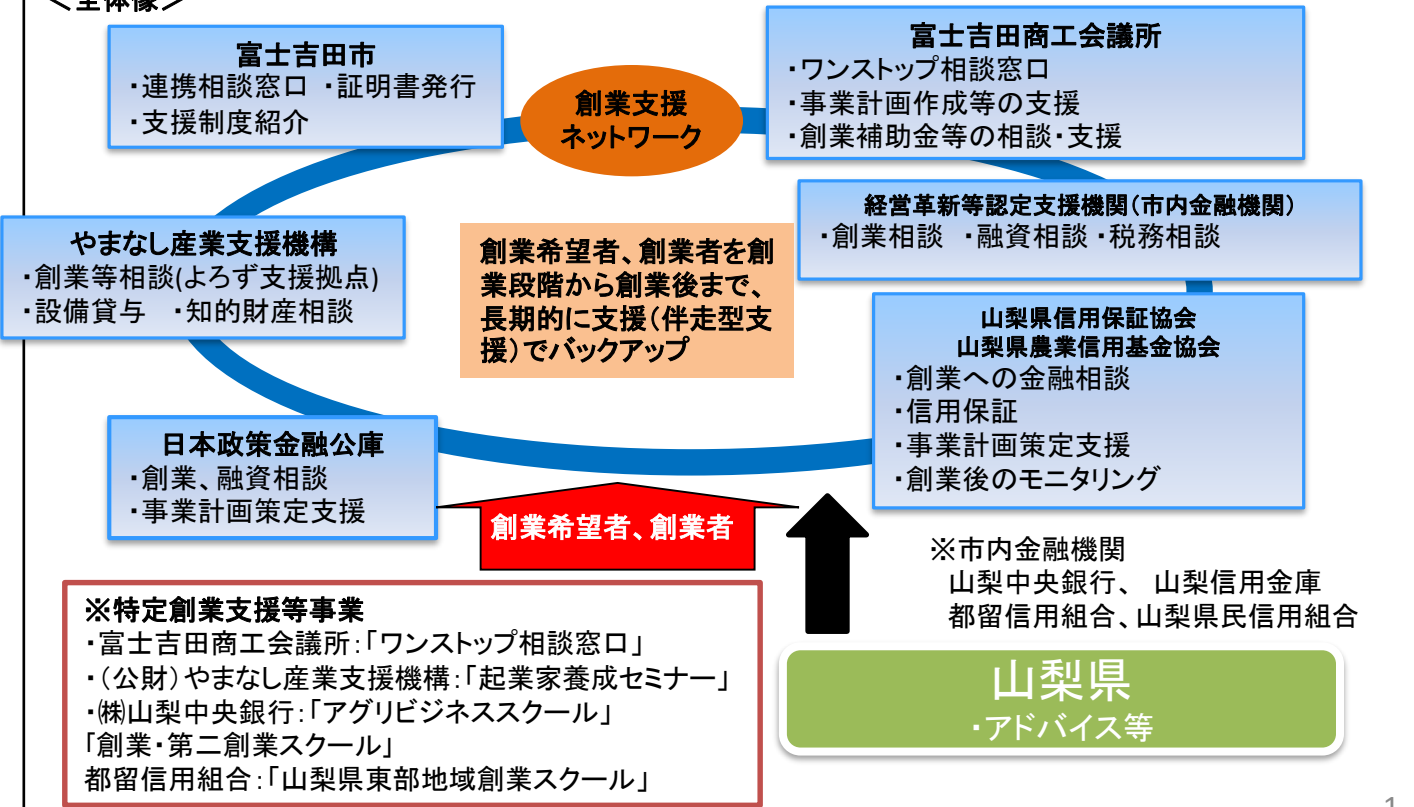 ＜全体像＞
富士吉田市
・連携相談窓口 ・証明書発行
・支援制度紹介
創業支援
ネットワーク
富士吉田商工会議所
・ワンストップ相談窓口
・事業計画作成等の支援
・創業補助金等の相談・支援
経営革新等認定支援機関（市内金融機関）
・創業相談 ・融資相談・税務相談
やまなし産業支援機構
・創業等相談(よろず支援拠点)
・設備貸与 ・知的財産相談
創業希望者、創業者を創
業段階から創業後まで、
長期的に支援（伴走型支
援）でバックアップ
山梨県信用保証協会
山梨県農業信用基金協会
・創業への金融相談
・信用保証
・事業計画策定支援
・創業後のモニタリング
日本政策金融公庫
・創業、融資相談
・事業計画策定支援
創業希望者、創業者
※市内金融機関
山梨中央銀行、 山梨信用金庫
都留信用組合、山梨県民信用組合
※特定創業支援等事業
・富士吉田商工会議所：「ワンストップ相談窓口」
・（公財）やまなし産業支援機構：「起業家養成セミナー」
・㈱山梨中央銀行：「アグリビジネススクール」
「創業・第二創業スクール」
都留信用組合：「山梨県東部地域創業スクール」
山梨県
・アドバイス等
1